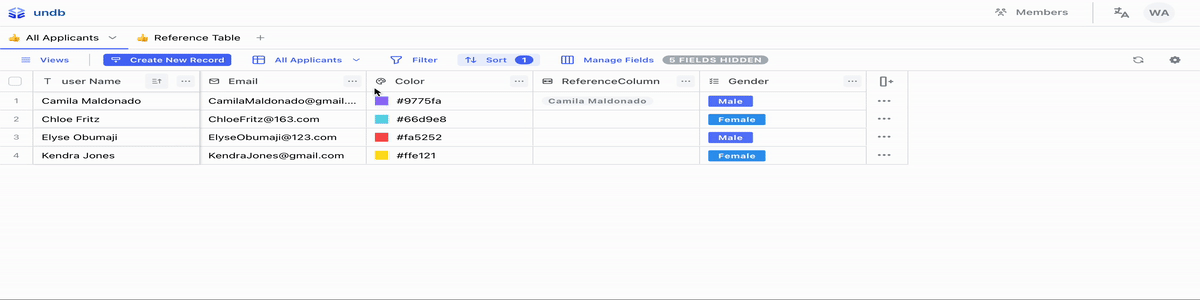 undb
Members
WA
All Applicants
Reference Table
Views
Create New Record
All Applicants
Filter
Sort 1
Manage Fields
5 FIELDS HIDDEN
user Name Email Color ReferenceColumn Gender
1 Camila Maldonado CamilaMaldonado@gmail.... #9775fa Camila Maldonado Male
2 Chloe Fritz ChloeFritz@163.com #66d9e8 Female
3 Elyse Obumaji ElyseObumaji@123.com #fa5252 Male
4 Kendra Jones KendraJones@gmail.com #ffe121 Female